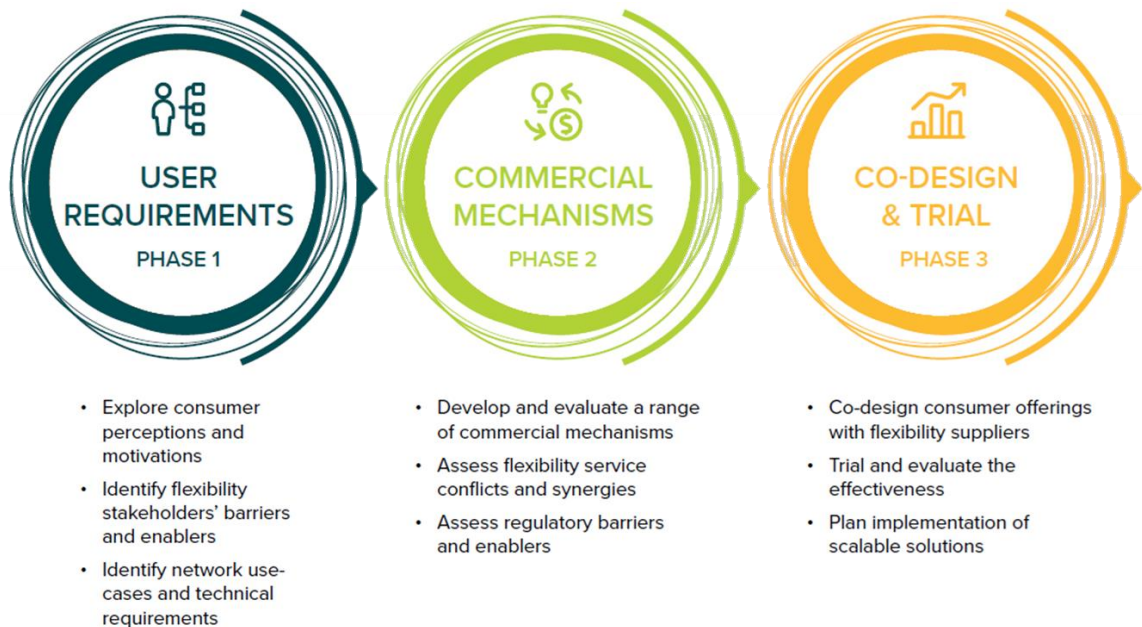 USER
REQUIREMENTS
PHASE 1
• Explore consumer
perceptions and
motivations
• Identify flexibility
stakeholders’ barriers
and enablers
• Identify network use-
cases and technical
requirements
COMMERCIAL
MECHANISMS
PHASE 2
• Develop and evaluate a range
of commercial mechanisms
• Assess flexibility service
conflicts and synergies
• Assess regulatory barriers
and enablers
CO-DESIGN
& TRIAL
PHASE 3
• Co-design consumer offerings
with flexibility suppliers
• Trial and evaluate the
effectiveness
• Plan implementation of
scalable solutions